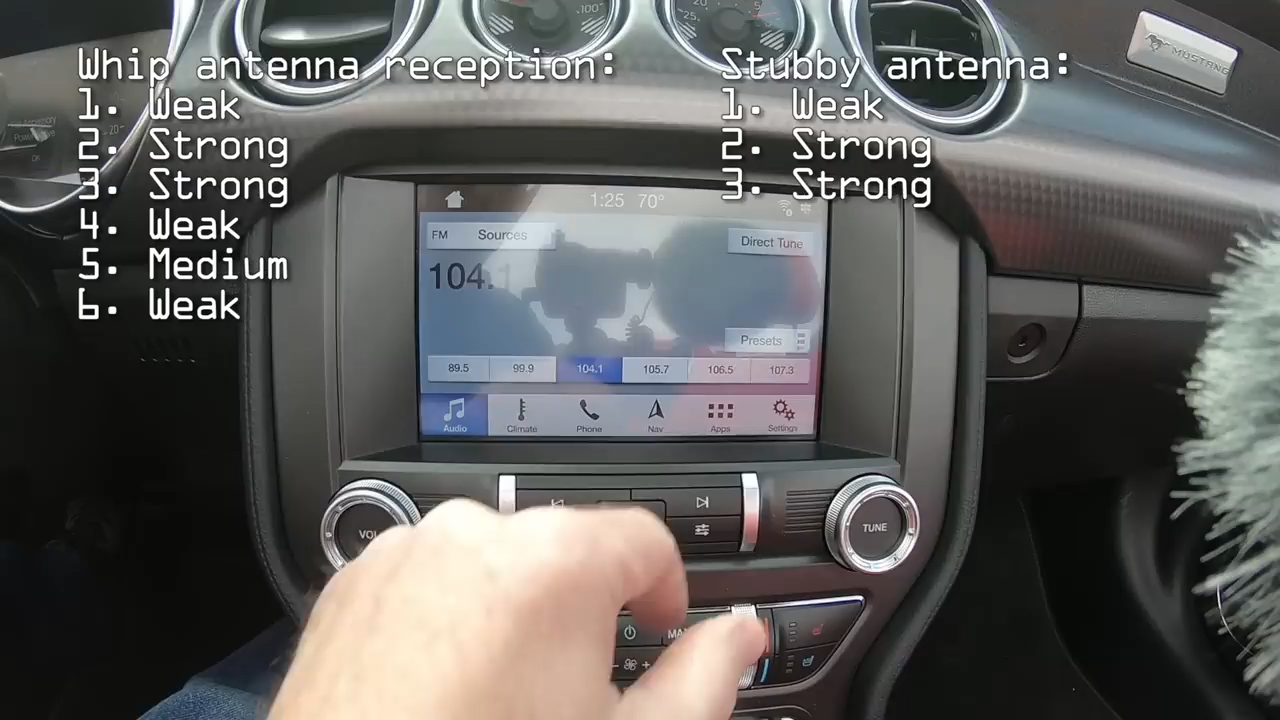 Whip antenna reception:
1. Weak
2. Strong
3. Strong
4. Weak
5. Medium
6. Weak
Stubby antenna:
1. Weak
2. Strong
3. Strong
MUSTANG
1:25 70°
FM Sources
Direct Tune
104.1
Presets
89.5 99.9 104.1 105.7 106.5 107.3
Audio Climate Phone Nav Apps Settings
VOL
TUNE